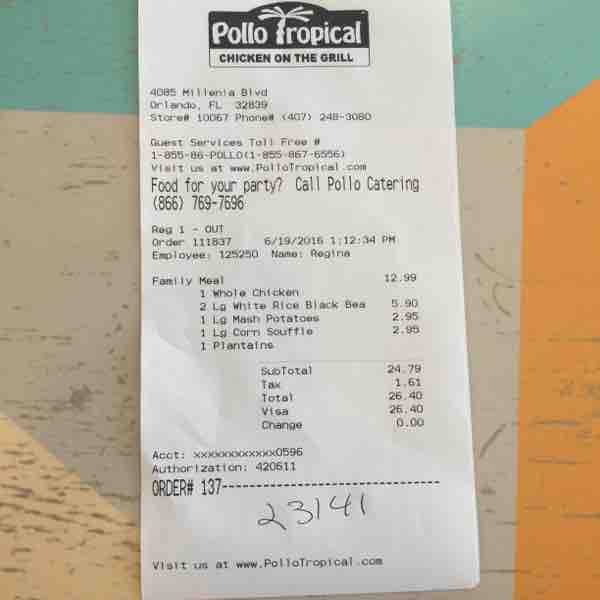 Pollo Tropical
CHICKEN ON THE GRILL
4085 Millenia Blvd
Orlando, FL 32839
Store# 10067 Phone# (407) 248-3080
Guest Services Toll Free #
1-855-86-POLLO(1-855-867-6556)
Visit us at www.PolloTropical.com
Food for your party? Call Pollo Catering
(866) 769-7696
Reg 1 - OUT
Order 111837 6/19/2016 1:12:34 PM
Employee: 125250 Name: Regina
Family Meal 12.99
1 Whole Chicken
2 Lg White Rice Black Bea 5.90
1 Lg Mash Potatoes 2.95
1 Lg Corn Souffle 2.95
1 Plantains
SubTotal 24.79
Tax 1.61
Total 26.40
Visa 26.40
Change 0.00
Acct: xxxxxxxxxxxx0596
Authorization: 420611
ORDER# 137--------------------------------
23141
Visit us at www.PolloTropical.com